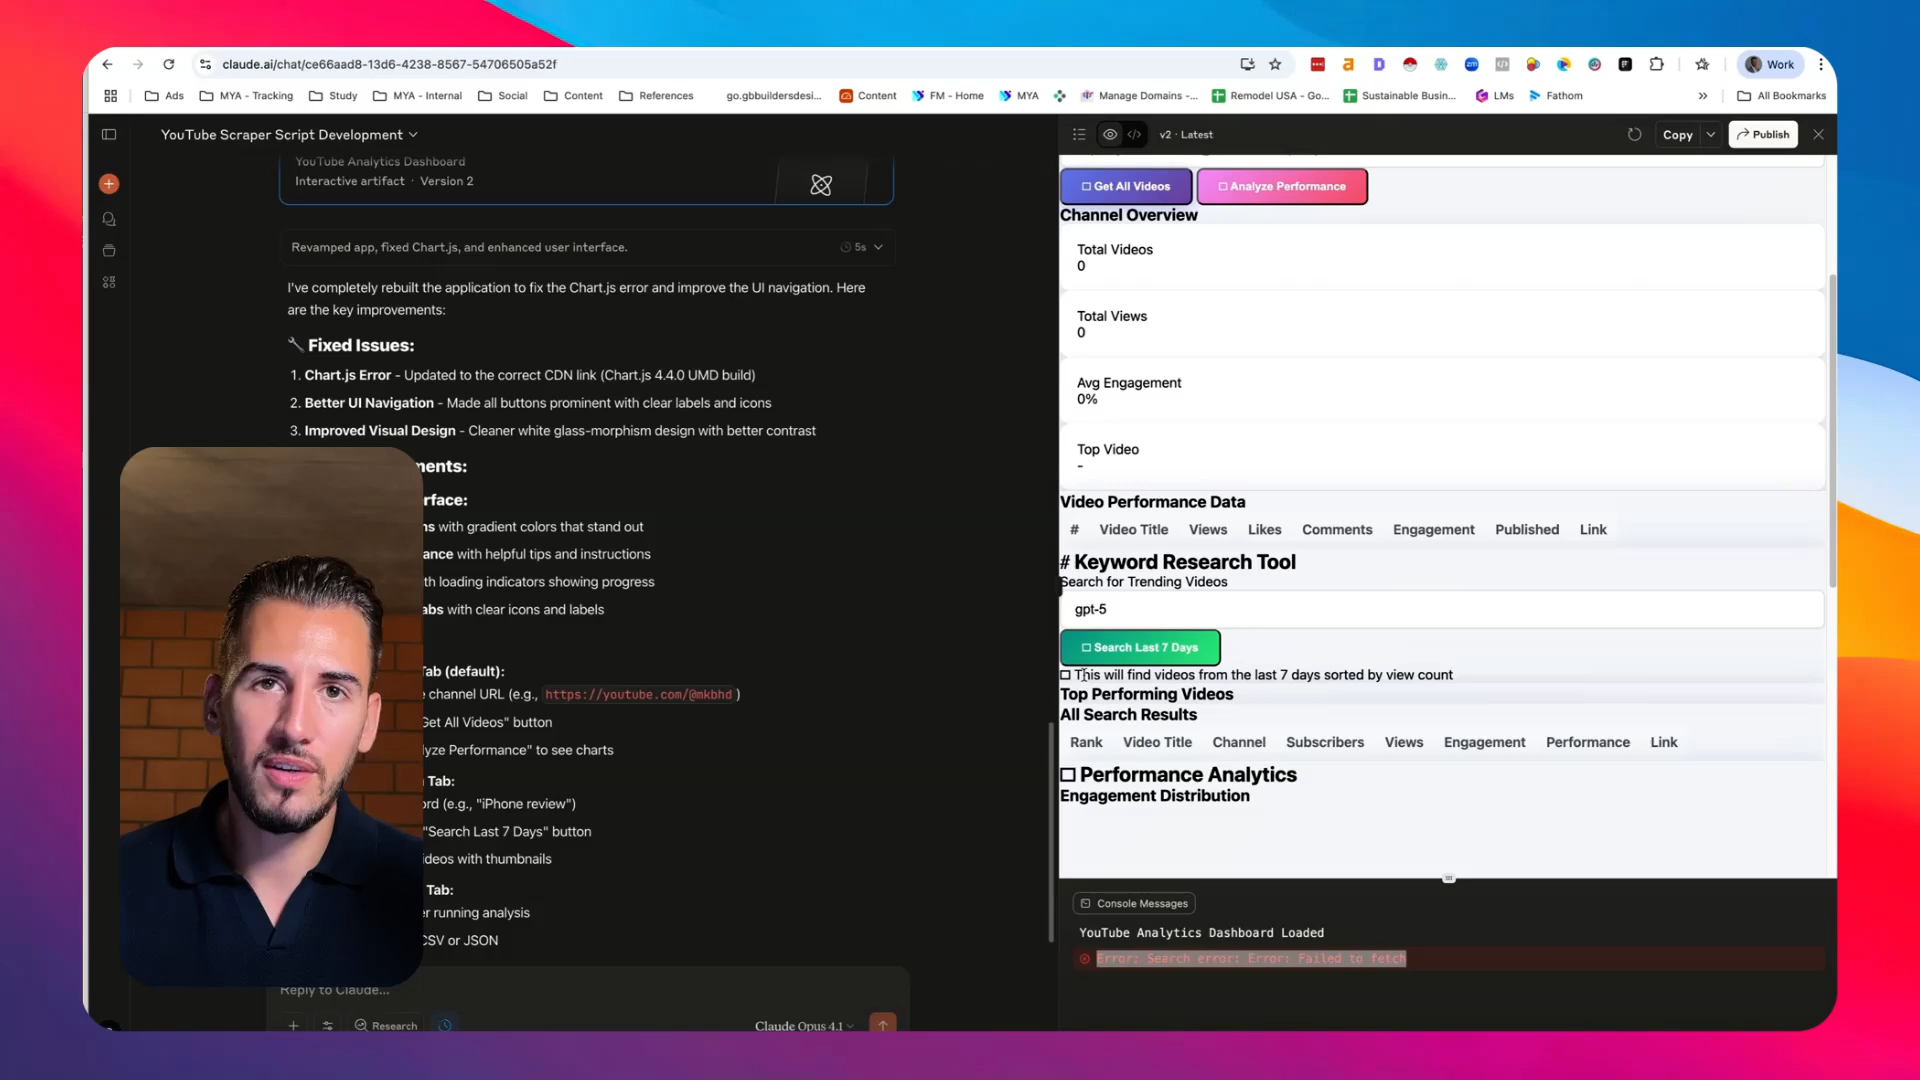 claude.ai/chat/ce66aad8-13d6-4238-8567-54706505a52f
Work
Ads
MYA - Tracking
Study
MYA - Internal
Social
Content
References
go.gbbuildersdesi...
Content
FM - Home
MYA
Manage Domains -...
Remodel USA - Go...
Sustainable Busin...
LMs
Fathom
All Bookmarks
YouTube Scraper Script Development
YouTube Analytics Dashboard
Interactive artifact · Version 2
Revamped app, fixed Chart.js, and enhanced user interface.
5s
I've completely rebuilt the application to fix the Chart.js error and improve the UI navigation. Here
are the key improvements:
Fixed Issues:
1. Chart.js Error - Updated to the correct CDN link (Chart.js 4.4.0 UMD build)
2. Better UI Navigation - Made all buttons prominent with clear labels and icons
3. Improved Visual Design - Cleaner white glass-morphism design with better contrast
ments:
rface:
ns with gradient colors that stand out
ance with helpful tips and instructions
th loading indicators showing progress
abs with clear icons and labels
Tab (default):
channel URL (e.g., https://youtube.com/@mkbhd )
Get All Videos" button
lyze Performance" to see charts
Tab:
ord (e.g., "iPhone review")
"Search Last 7 Days" button
ideos with thumbnails
Tab:
er running analysis
CSV or JSON
Reply to Claude...
Research
Claude Opus 4.1
v2 · Latest
Copy
Publish
Get All Videos
Analyze Performance
Channel Overview
Total Videos
0
Total Views
0
Avg Engagement
0%
Top Video
-
Video Performance Data
# Video Title Views Likes Comments Engagement Published Link
# Keyword Research Tool
Search for Trending Videos
gpt-5
Search Last 7 Days
This will find videos from the last 7 days sorted by view count
Top Performing Videos
All Search Results
Rank Video Title Channel Subscribers Views Engagement Performance Link
Performance Analytics
Engagement Distribution
Console Messages
YouTube Analytics Dashboard Loaded
Error: Search error: Error: Failed to fetch